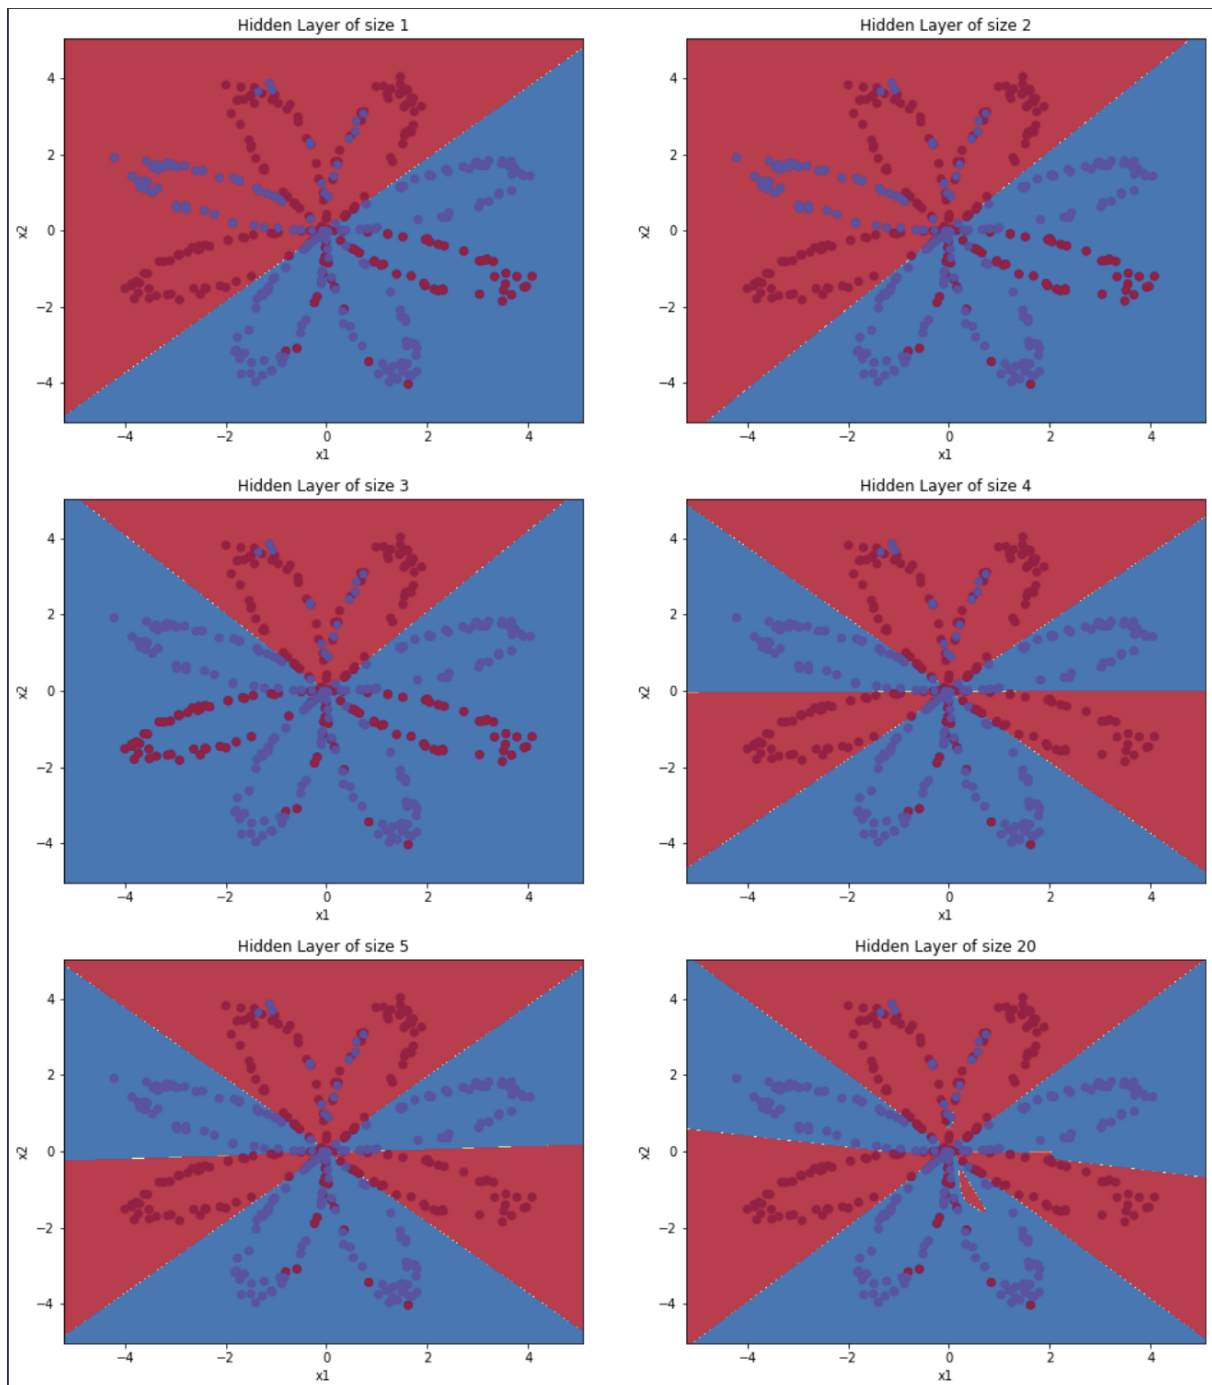 Hidden Layer of size 1
Hidden Layer of size 2
4
2
0
−2
−4
x2
−4 −2 0 2 4
x1
4
2
0
−2
−4
x2
−4 −2 0 2 4
x1
Hidden Layer of size 3
Hidden Layer of size 4
4
2
0
−2
−4
x2
−4 −2 0 2 4
x1
4
2
0
−2
−4
x2
−4 −2 0 2 4
x1
Hidden Layer of size 5
Hidden Layer of size 20
4
2
0
−2
−4
x2
−4 −2 0 2 4
x1
4
2
0
−2
−4
x2
−4 −2 0 2 4
x1